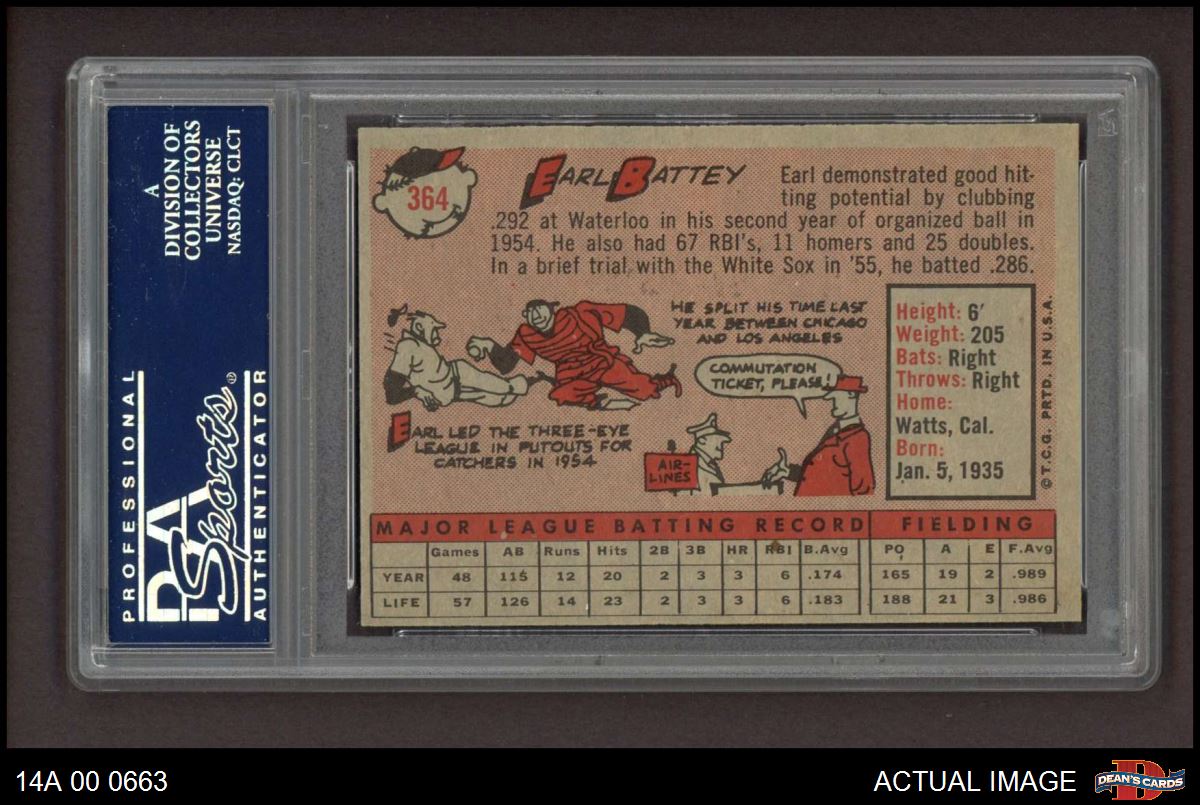 A
DIVISION OF
COLLECTORS
UNIVERSE
NASDAQ: CLCT
PROFESSIONAL
PSA
Sports®
AUTHENTICATOR
364
EARL BATTEY
Earl demonstrated good hit-
ting potential by clubbing
.292 at Waterloo in his second year of organized ball in
1954. He also had 67 RBI's, 11 homers and 25 doubles.
In a brief trial with the White Sox in '55, he batted .286.
HE SPLIT HIS TIME LAST
YEAR BETWEEN CHICAGO
AND LOS ANGELES
COMMUTATION
TICKET, PLEASE!
EARL LED THE THREE-EYE
LEAGUE IN PUTOUTS FOR
CATCHERS IN 1954
AIR-
LINES
Height: 6'
Weight: 205
Bats: Right
Throws: Right
Home:
Watts, Cal.
Born:
Jan. 5, 1935
© T.C.G. PRTD. IN U.S.A.
MAJOR LEAGUE BATTING RECORD FIELDING
Games AB Runs Hits 2B 3B HR RBI B.Avg PO A E F.Avg
YEAR 48 115 12 20 2 3 3 6 .174 165 19 2 .989
LIFE 57 126 14 23 2 3 3 6 .183 188 21 3 .986
14A 00 0663
ACTUAL IMAGE
D
DEAN'S CARDS